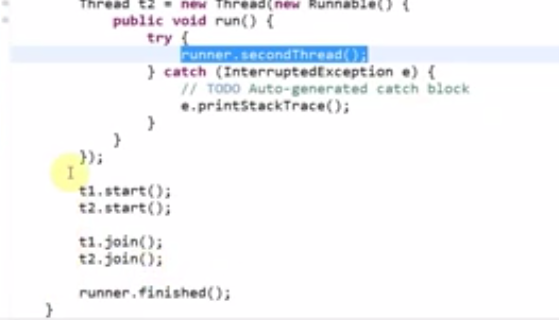 Thread t2 = new Thread(new Runnable() {
public void run() {
try {
runner.secondThread();
} catch (InterruptedException e) {
// TODO Auto-generated catch block
e.printStackTrace();
}
}
});
t1.start();
t2.start();
t1.join();
t2.join();
runner.finished();
}